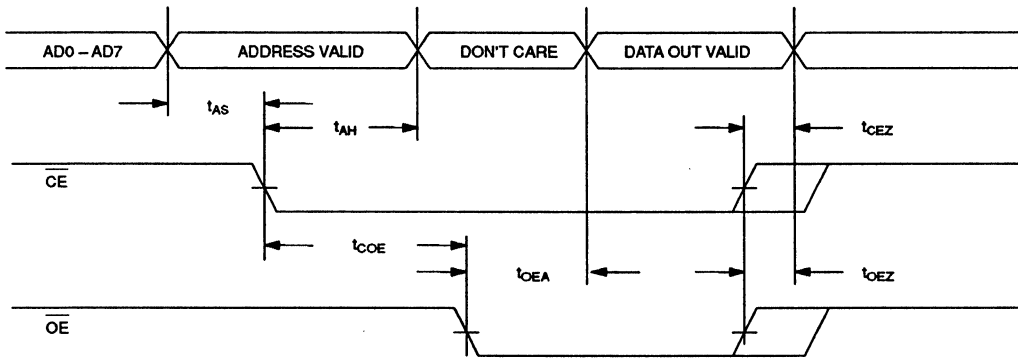 AD0 – AD7 ADDRESS VALID DON'T CARE DATA OUT VALID
tAS
tAH tCEZ
CE
tCOE
tOEA tOEZ
OE